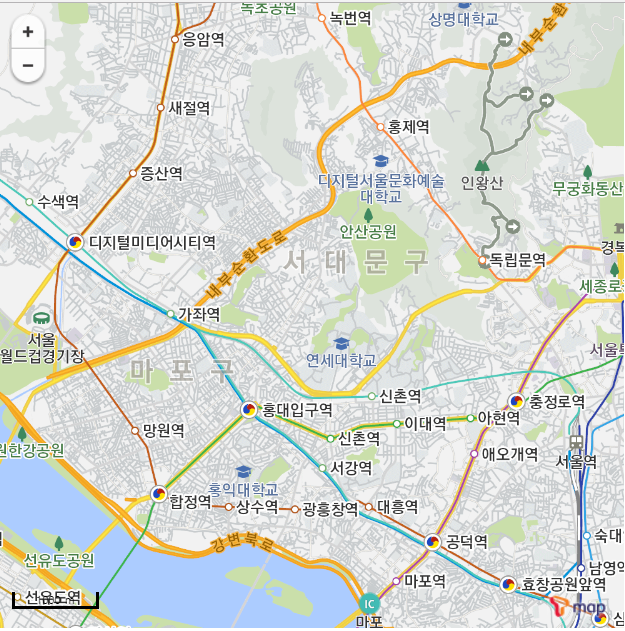 녹번역
상명
대학교
응암역
내부순환
새절역
홍제역
증산역
디지털서울문화예술
대학교
인왕산
무궁화동산
수색역
안산공원
디지털미디어시티역
내부순환도로
서대문구
독립문역
경복
세종로
가좌역
서울
월드컵경기장
연세대학교
마포구
신촌역
충정로역
홍대입구역
이대역
아현역
망원역
신촌역
애오개역
서울역
원한강공원
서강역
홍익대학교
합정역
상수역
광흥창역
대흥역
강변북로
공덕역
숙대
선유도공원
남영역
마포역
효창공원앞역
선유도역
IC
마포
T map